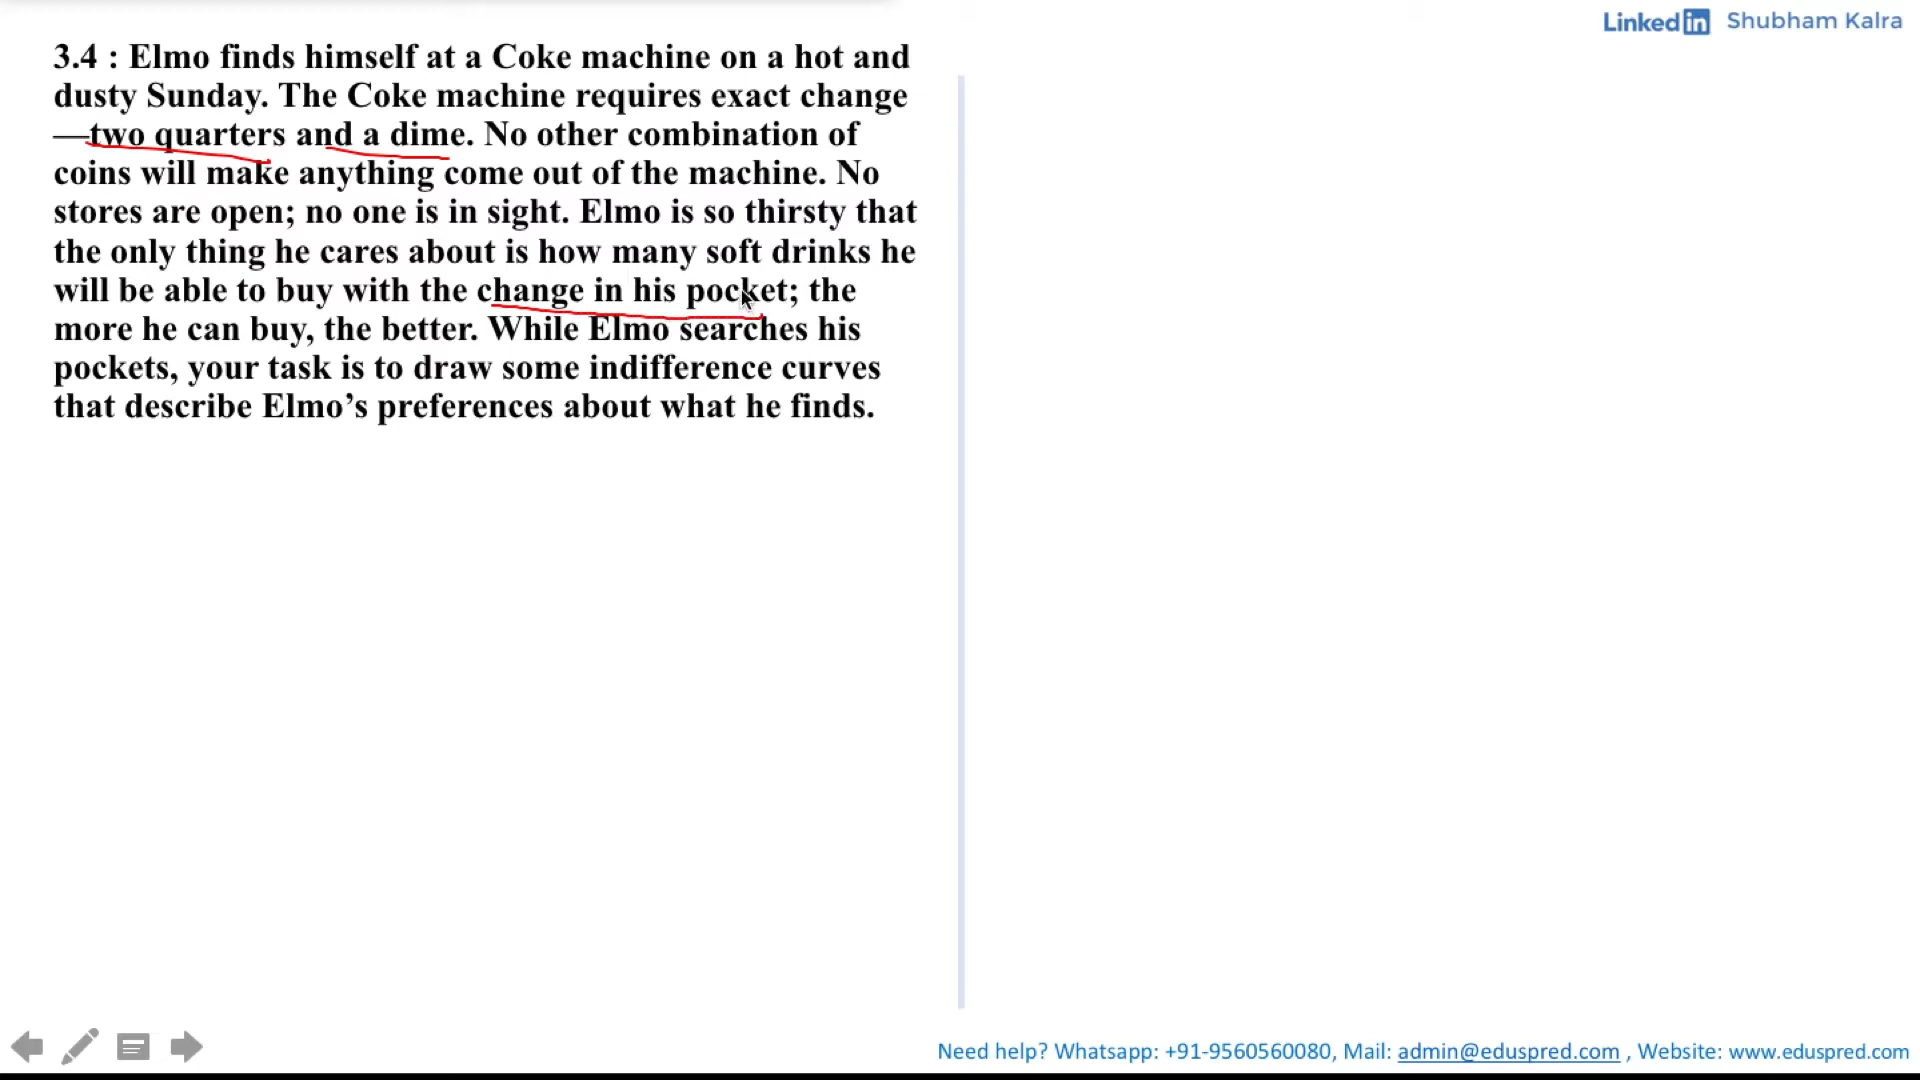 Linked in Shubham Kalra
3.4 : Elmo finds himself at a Coke machine on a hot and
dusty Sunday. The Coke machine requires exact change
—two quarters and a dime. No other combination of
coins will make anything come out of the machine. No
stores are open; no one is in sight. Elmo is so thirsty that
the only thing he cares about is how many soft drinks he
will be able to buy with the change in his pocket; the
more he can buy, the better. While Elmo searches his
pockets, your task is to draw some indifference curves
that describe Elmo’s preferences about what he finds.
Need help? Whatsapp: +91-9560560080, Mail: admin@eduspred.com , Website: www.eduspred.com